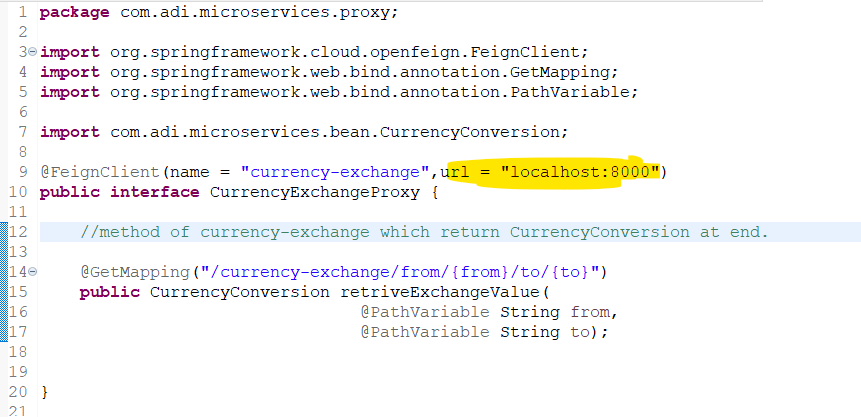 1 package com.adi.microservices.proxy;
2
3 import org.springframework.cloud.openfeign.FeignClient;
4 import org.springframework.web.bind.annotation.GetMapping;
5 import org.springframework.web.bind.annotation.PathVariable;
6
7 import com.adi.microservices.bean.CurrencyConversion;
8
9 @FeignClient(name = "currency-exchange",url = "localhost:8000")
10 public interface CurrencyExchangeProxy {
11
12     //method of currency-exchange which return CurrencyConversion at end.
13
14     @GetMapping("/currency-exchange/from/{from}/to/{to}")
15     public CurrencyConversion retriveExchangeValue(
16                                 @PathVariable String from,
17                                 @PathVariable String to);
18
19
20 }
21